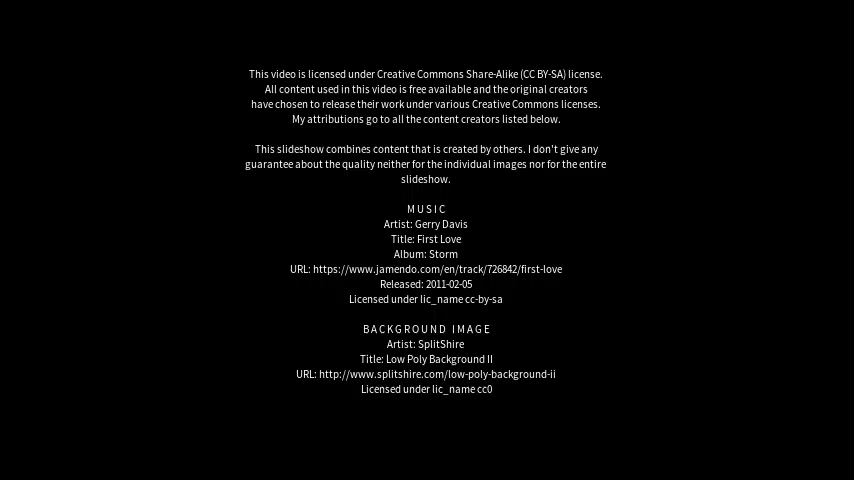 This video is licensed under Creative Commons Share-Alike (CC BY-SA) license.
All content used in this video is free available and the original creators
have chosen to release their work under various Creative Commons licenses.
My attributions go to all the content creators listed below.
This slideshow combines content that is created by others. I don't give any
guarantee about the quality neither for the individual images nor for the entire
slideshow.
MUSIC
Artist: Gerry Davis
Title: First Love
Album: Storm
URL: https://www.jamendo.com/en/track/726842/first-love
Released: 2011-02-05
Licensed under lic_name cc-by-sa
BACKGROUND IMAGE
Artist: SplitShire
Title: Low Poly Background II
URL: http://www.splitshire.com/low-poly-background-ii
Licensed under lic_name cc0